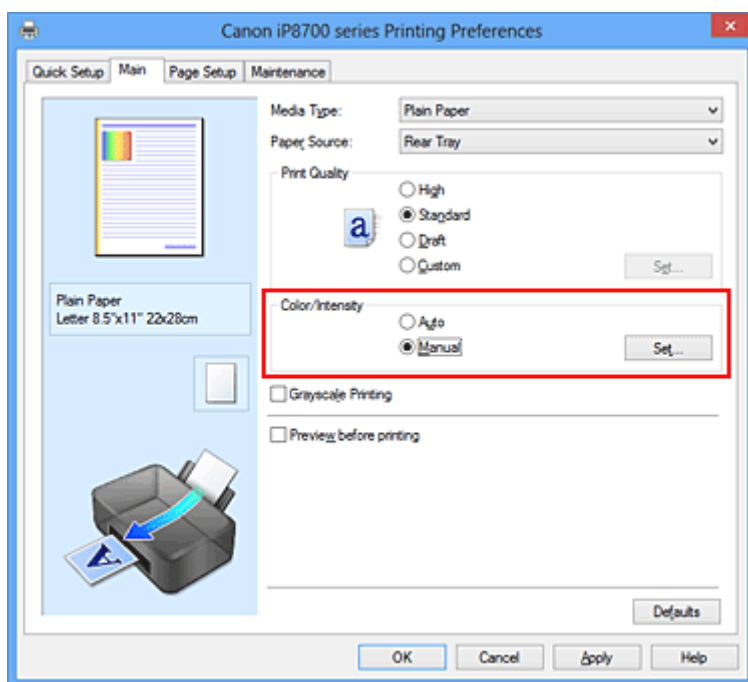 Canon iP8700 series Printing Preferences
Quick Setup Main Page Setup Maintenance
Media Type: Plain Paper
Paper Source: Rear Tray
Print Quality
High
a Standard
Draft
Custom Set...
Plain Paper
Letter 8.5"x11" 22x28cm
Color/Intensity
Auto
Manual Set...
Grayscale Printing
Preview before printing
A
Defaults
OK Cancel Apply Help